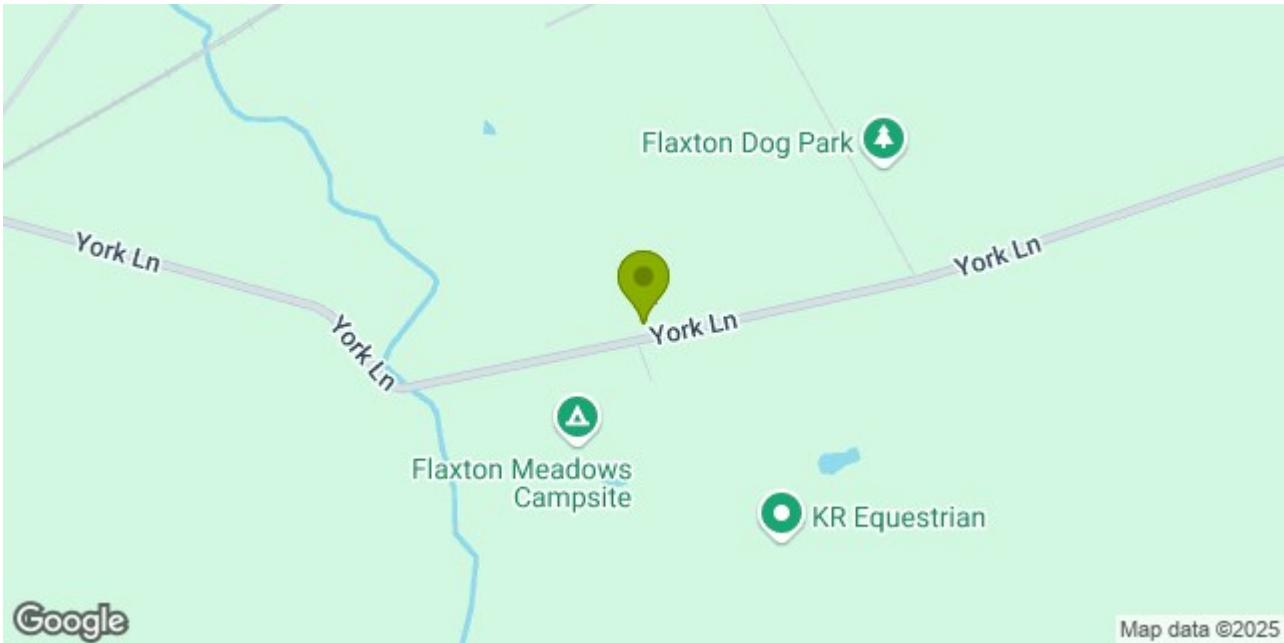 Flaxton Dog Park
York Ln
York Ln
York Ln
York Ln
Flaxton Meadows
Campsite
KR Equestrian
Google
Map data ©2025